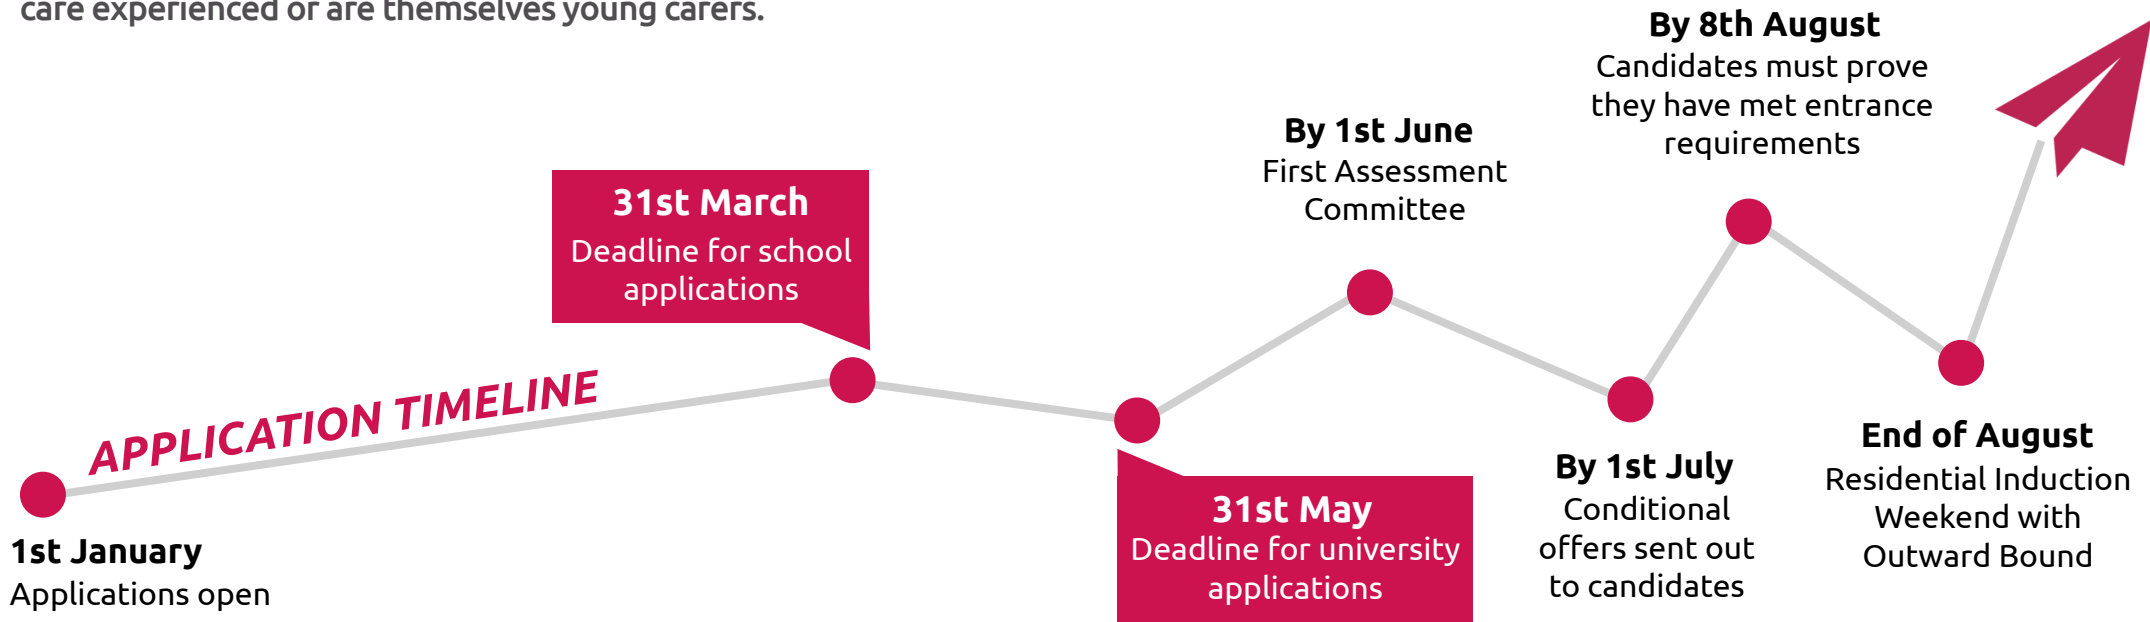 care experienced or are themselves young carers.
APPLICATION TIMELINE
1st January
Applications open
31st March
Deadline for school
applications
31st May
Deadline for university
applications
By 1st June
First Assessment
Committee
By 1st July
Conditional
offers sent out
to candidates
By 8th August
Candidates must prove
they have met entrance
requirements
End of August
Residential Induction
Weekend with
Outward Bound